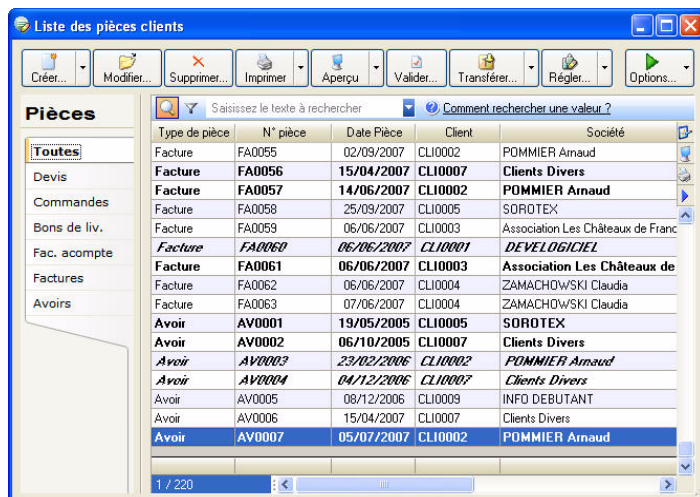 Liste des pièces clients
Créer... Modifier... Supprimer... Imprimer Aperçu Valider... Transférer... Régler... Options...
Pièces
Toutes
Devis
Commandes
Bons de liv.
Fac. acompte
Factures
Avoirs
Saisissez le texte à rechercher Comment rechercher une valeur ?
Type de pièce N° pièce Date Pièce Client Société
Facture FA0055 02/09/2007 CLI0002 POMMIER Arnaud
Facture FA0056 15/04/2007 CLI0007 Clients Divers
Facture FA0057 14/06/2007 CLI0002 POMMIER Arnaud
Facture FA0058 25/09/2007 CLI0005 SOROTEX
Facture FA0059 06/06/2007 CLI0003 Association Les Châteaux de Franc
Facture FA0060 06/06/2007 CLI0001 DEVELOGICIEL
Facture FA0061 06/06/2007 CLI0003 Association Les Châteaux de
Facture FA0062 06/06/2007 CLI0004 ZAMACHOWSKI Claudia
Facture FA0063 07/06/2007 CLI0004 ZAMACHOWSKI Claudia
Avoir AV0001 19/05/2005 CLI0005 SOROTEX
Avoir AV0002 06/10/2005 CLI0007 Clients Divers
Avoir AV0003 23/02/2006 CLI0002 POMMIER Arnaud
Avoir AV0004 04/12/2006 CLI0007 Clients Divers
Avoir AV0005 08/12/2006 CLI0009 INFO DEBUTANT
Avoir AV0006 15/04/2007 CLI0007 Clients Divers
Avoir AV0007 05/07/2007 CLI0002 POMMIER Arnaud
1 / 220